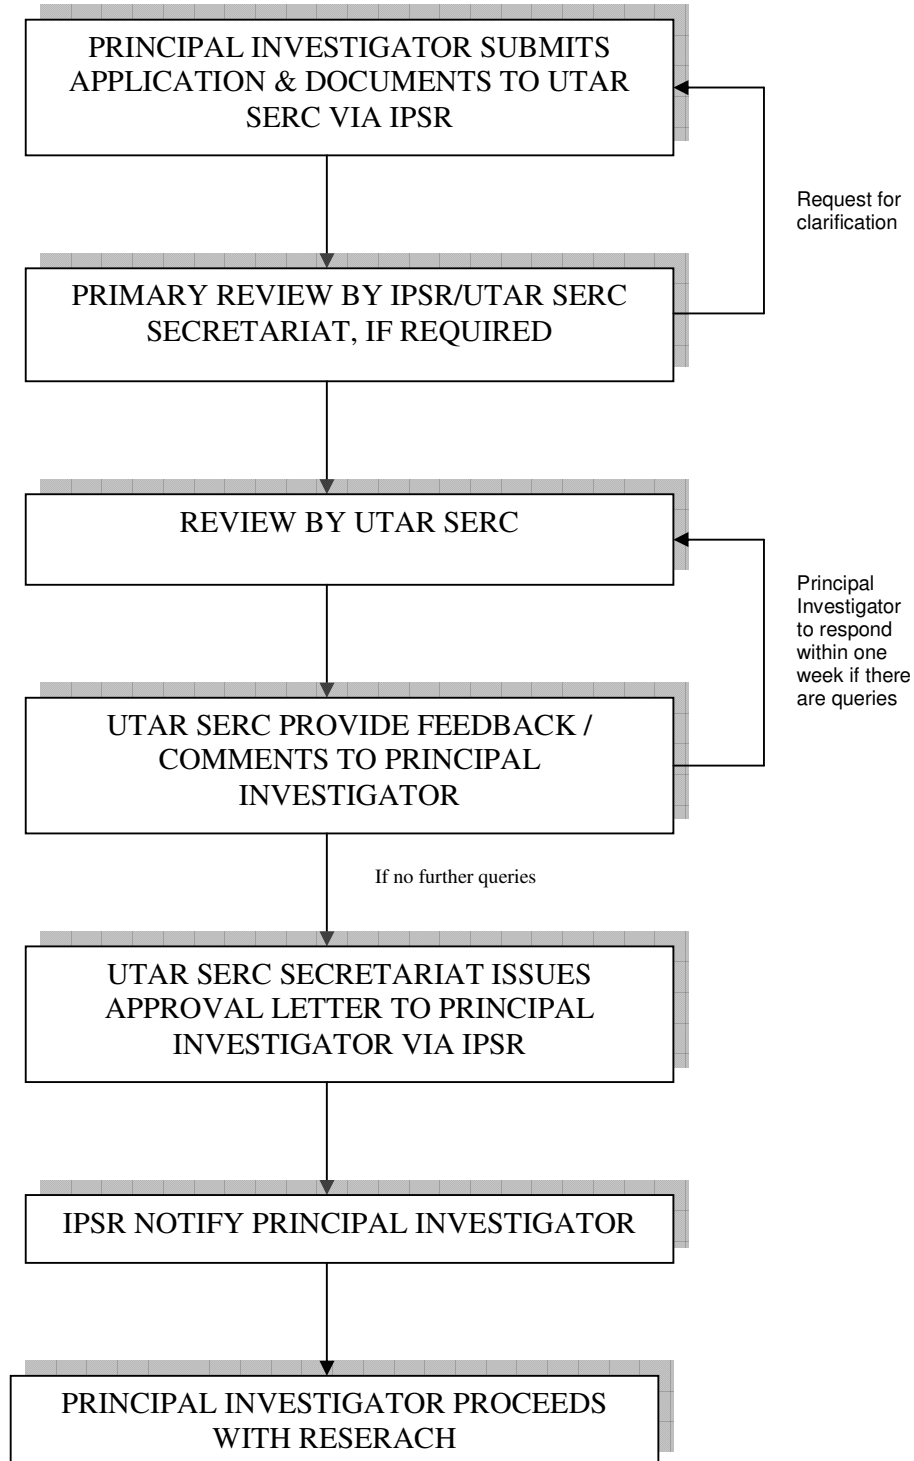 PRINCIPAL INVESTIGATOR SUBMITS
APPLICATION & DOCUMENTS TO UTAR
SERC VIA IPSR
Request for
clarification
PRIMARY REVIEW BY IPSR/UTAR SERC
SECRETARIAT, IF REQUIRED
REVIEW BY UTAR SERC
Principal
Investigator
to respond
within one
week if there
are queries
UTAR SERC PROVIDE FEEDBACK /
COMMENTS TO PRINCIPAL
INVESTIGATOR
If no further queries
UTAR SERC SECRETARIAT ISSUES
APPROVAL LETTER TO PRINCIPAL
INVESTIGATOR VIA IPSR
IPSR NOTIFY PRINCIPAL INVESTIGATOR
PRINCIPAL INVESTIGATOR PROCEEDS
WITH RESERACH